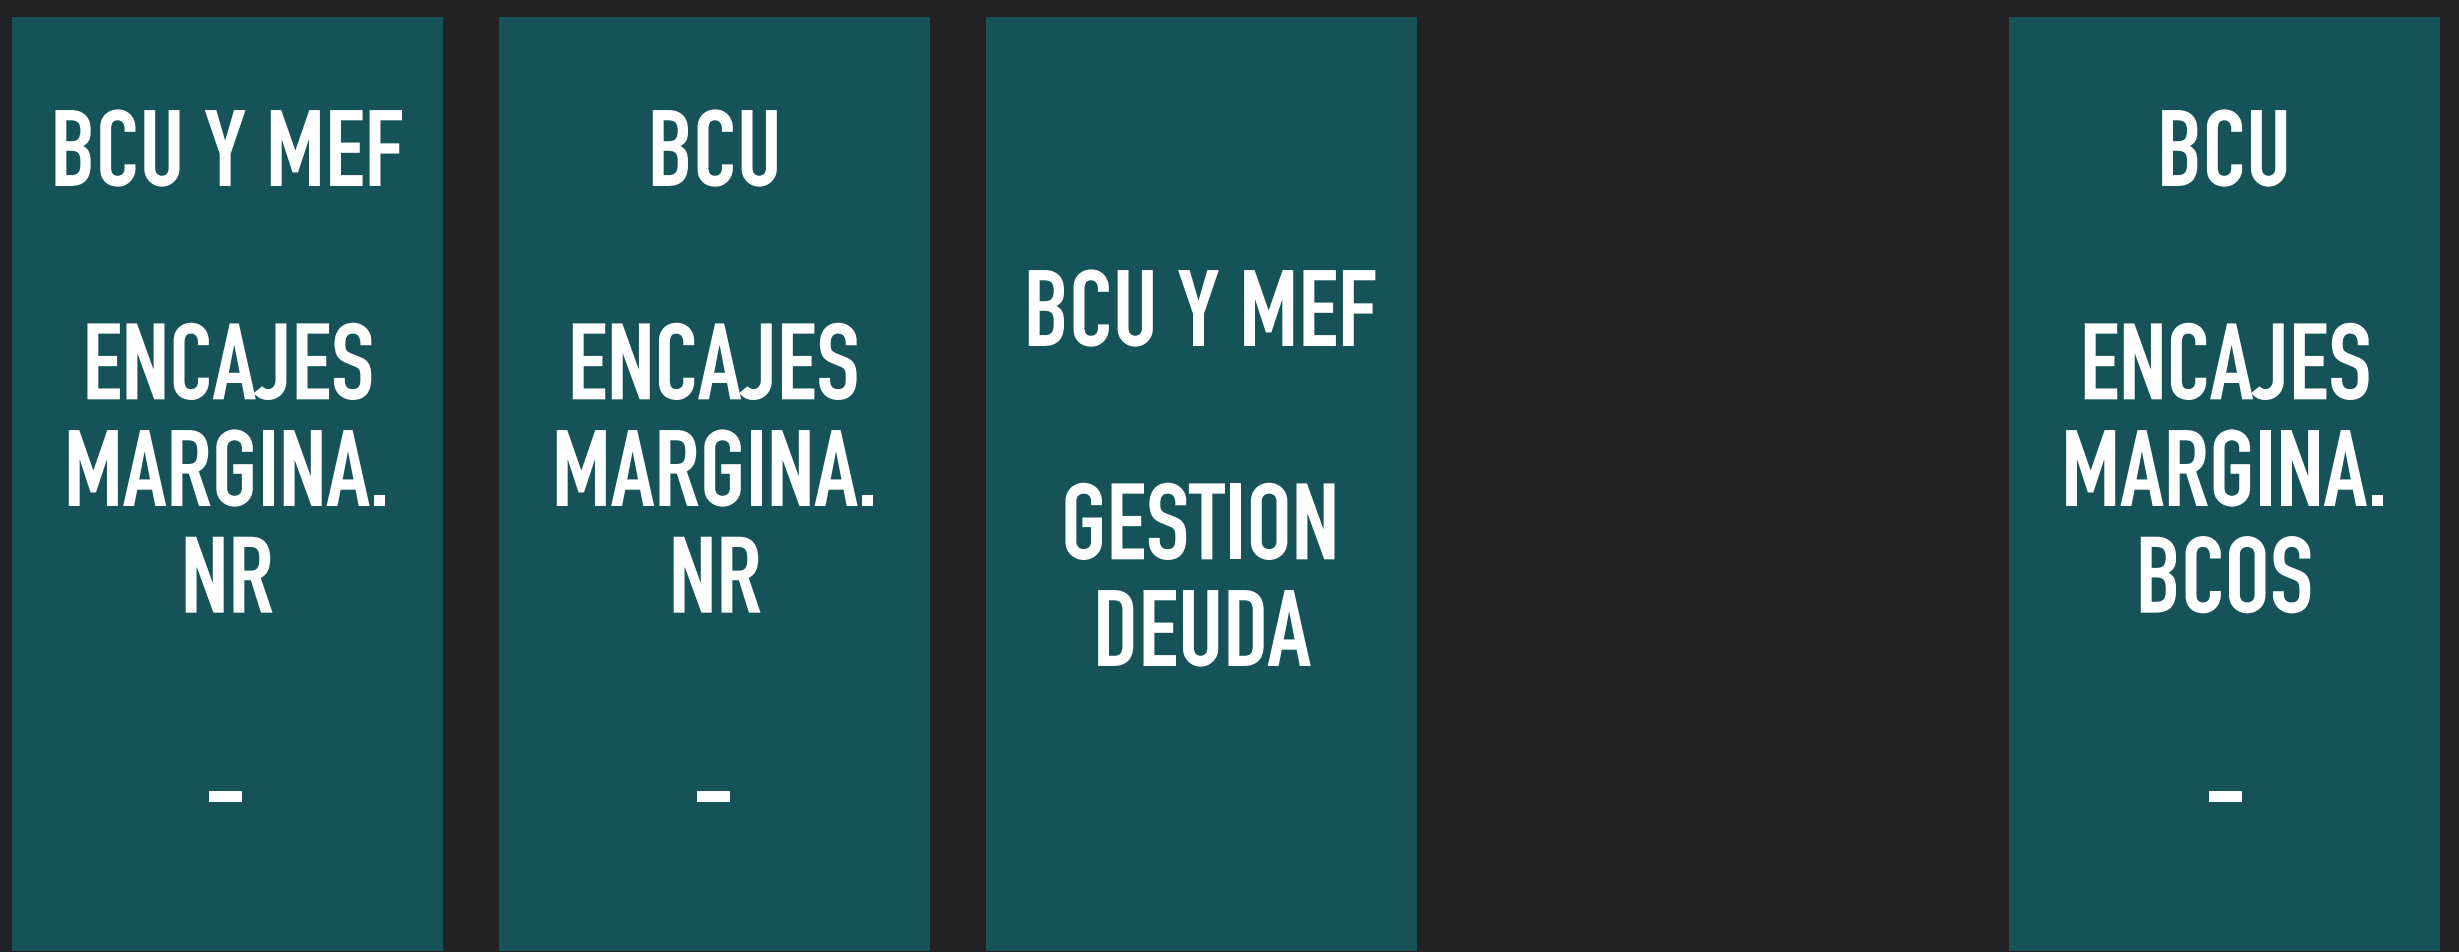 BCU Y MEF
ENCAJES
MARGINA.
NR
-
BCU
ENCAJES
MARGINA.
NR
-
BCU Y MEF
GESTION
DEUDA
BCU
ENCAJES
MARGINA.
BCOS
-